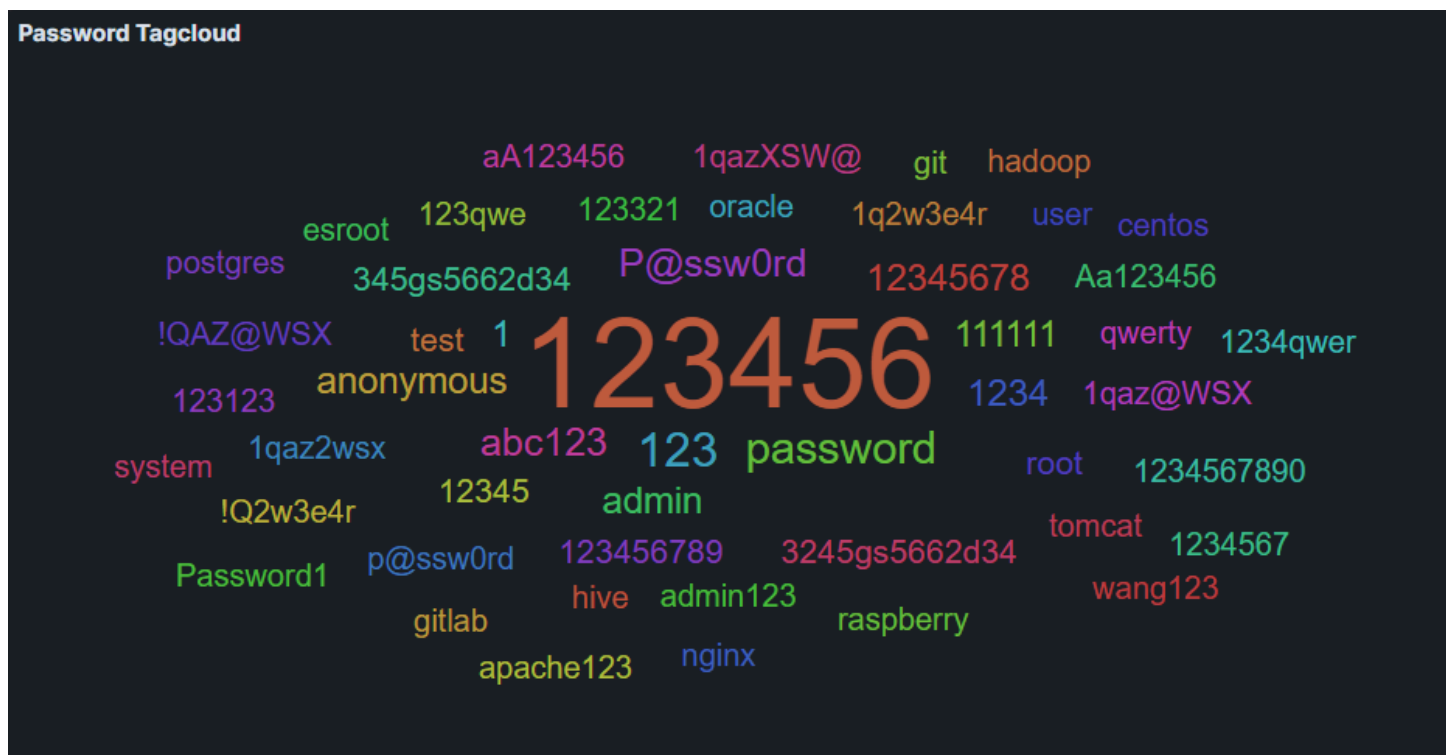 Password Tagcloud
aA123456 1qazXSW@ git hadoop
esroot 123qwe 123321 oracle 1q2w3e4r user centos
postgres 345gs5662d34 P@ssw0rd 12345678 Aa123456
!QAZ@WSX test 1 123456 111111 qwerty 1234qwer
123123 anonymous 1234 1qaz@WSX
system 1qaz2wsx abc123 123 password root 1234567890
!Q2w3e4r 12345 admin
Password1 p@ssw0rd 123456789 3245gs5662d34 tomcat 1234567
hive admin123 wang123
gitlab raspberry
apache123 nginx